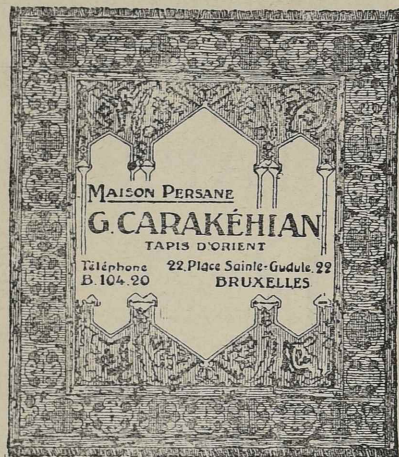 MAISON PERSANE
G. CARAKÉHIAN
TAPIS D'ORIENT
Téléphone 22, Place Sainte-Gudule, 22
B. 104.20 BRUXELLES